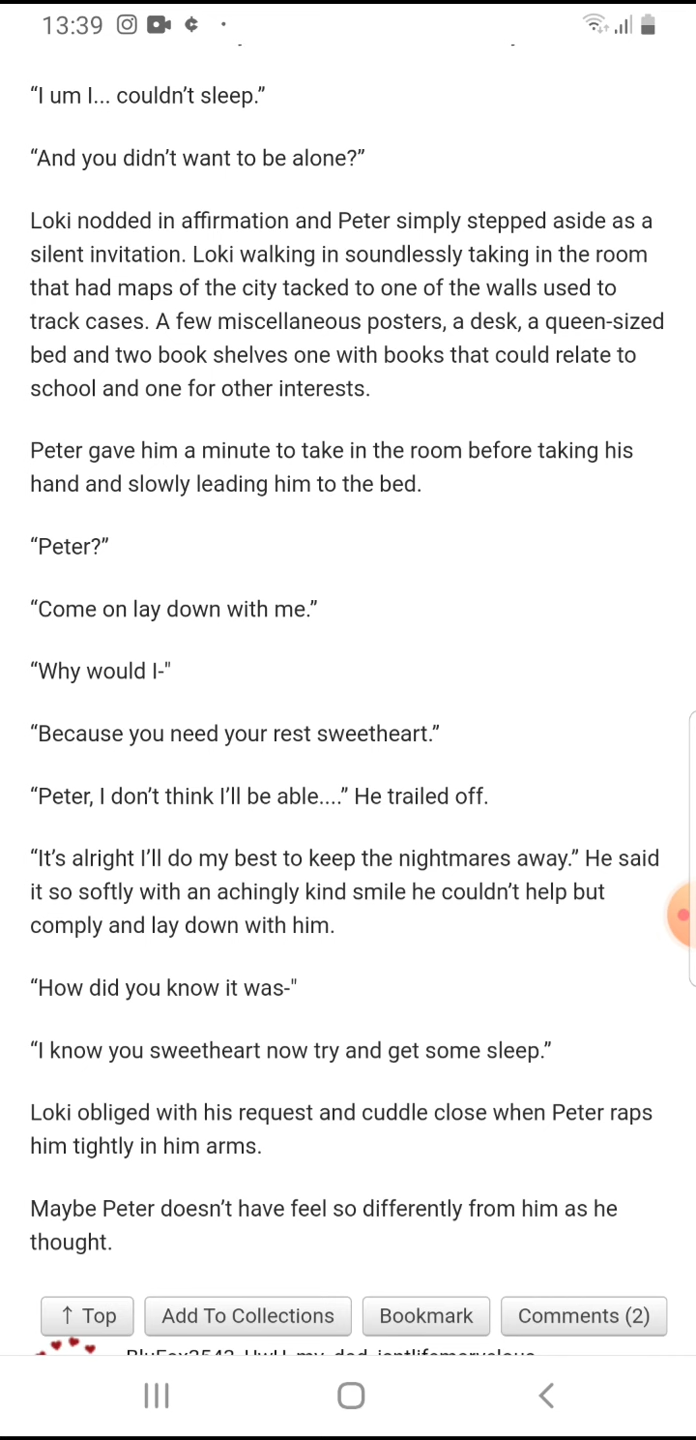 13:39
“I um I... couldn’t sleep.”
“And you didn’t want to be alone?”
Loki nodded in affirmation and Peter simply stepped aside as a
silent invitation. Loki walking in soundlessly taking in the room
that had maps of the city tacked to one of the walls used to
track cases. A few miscellaneous posters, a desk, a queen-sized
bed and two book shelves one with books that could relate to
school and one for other interests.
Peter gave him a minute to take in the room before taking his
hand and slowly leading him to the bed.
“Peter?”
“Come on lay down with me.”
“Why would I-"
“Because you need your rest sweetheart.”
“Peter, I don’t think I’ll be able....” He trailed off.
“It’s alright I’ll do my best to keep the nightmares away.” He said
it so softly with an achingly kind smile he couldn’t help but
comply and lay down with him.
“How did you know it was-"
“I know you sweetheart now try and get some sleep.”
Loki obliged with his request and cuddle close when Peter raps
him tightly in him arms.
Maybe Peter doesn’t have feel so differently from him as he
thought.
↑ Top Add To Collections Bookmark Comments (2)